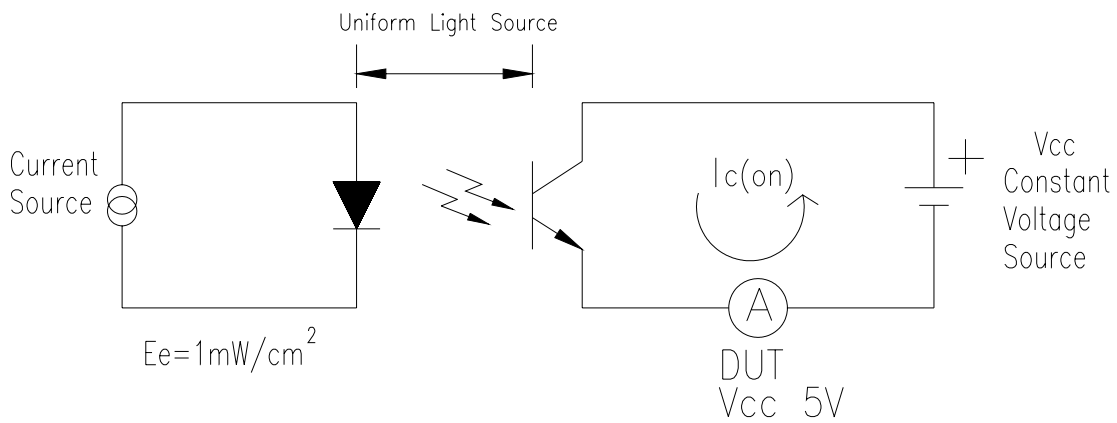 Uniform Light Source
Current
Source
Ic(on)
Vcc
Constant
Voltage
Source
A
Ee=1mW/cm²
DUT
Vcc 5V